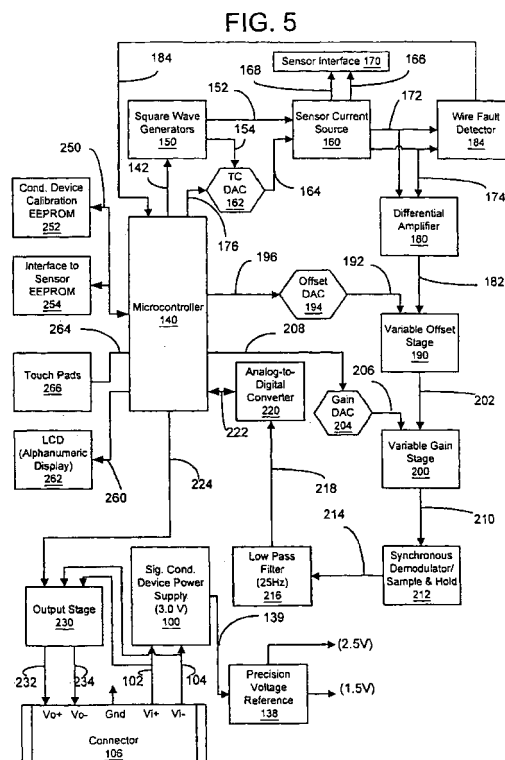 FIG. 5
184
Sensor Interface 170
168
166
152
172
Square Wave
Generators
150
154
Sensor Current
Source
160
Wire Fault
Detector
184
142
TC
DAC
162
164
174
250
176
Cond. Device
Calibration
EEPROM
252
Differential
Amplifier
180
196
192
182
Interface to
Sensor
EEPROM
254
Microcontroller
140
Offset
DAC
194
Variable Offset
Stage
190
264
208
206
Touch Pads
266
Analog-to-
Digital
Converter
220
Gain
DAC
204
202
222
LCD
(Alphanumeric
Display)
262
260
224
218
Variable Gain
Stage
200
214
210
Output Stage
230
Sig. Cond.
Device Power
Supply
(3.0 V)
100
Low Pass
Filter
(25Hz)
216
Synchronous
Demodulator/
Sample & Hold
212
139
232
234
102
104
(2.5V)
Precision
Voltage
Reference
138
(1.5V)
Vo+ Vo- Gnd Vi+ Vi-
Connector
106